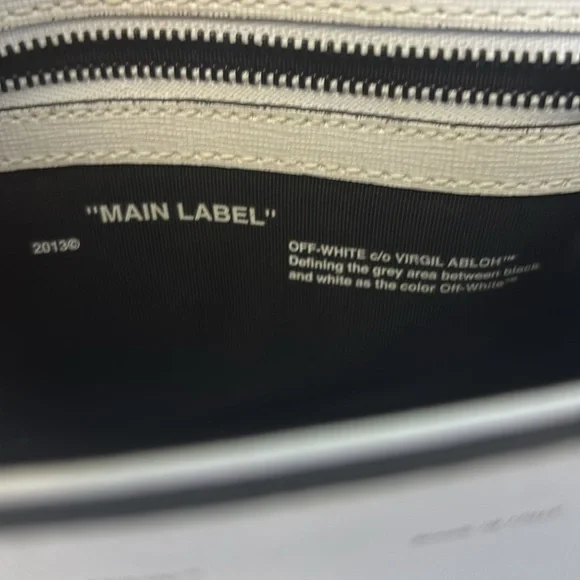 "MAIN LABEL"
2013©
OFF-WHITE c/o VIRGIL ABLOH™
Defining the grey area between black
and white as the color Off-White™